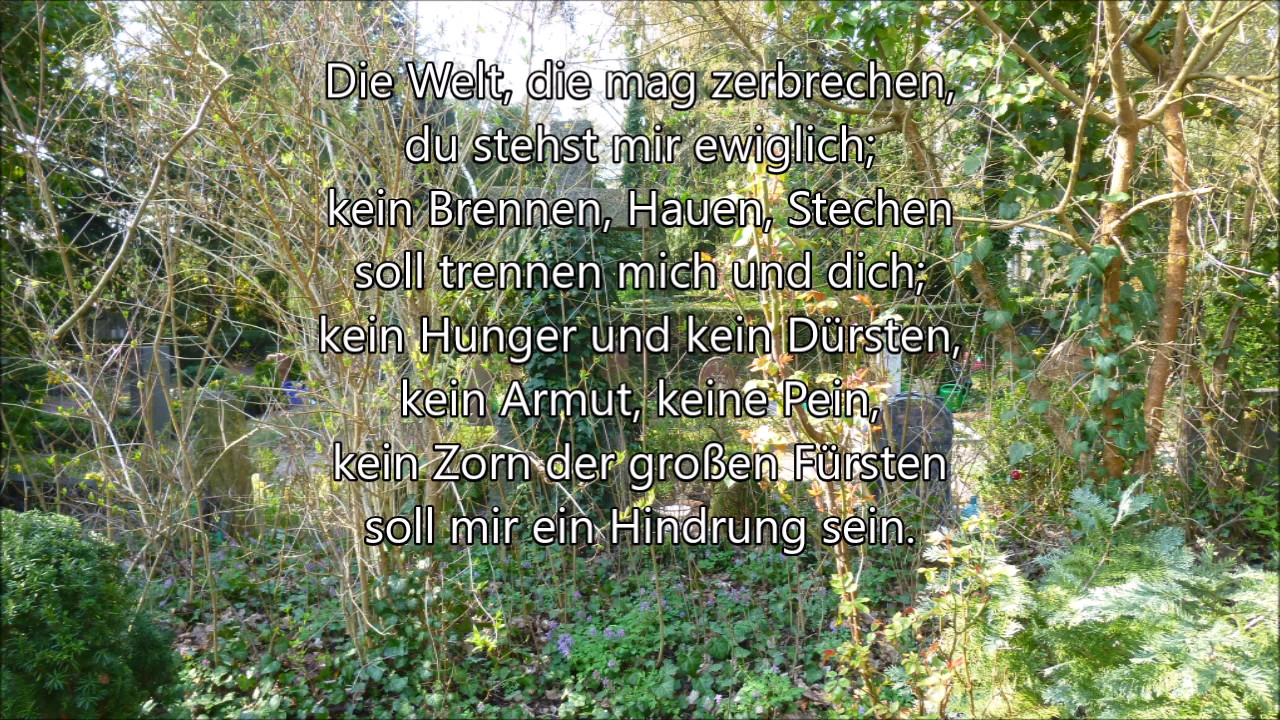 Die Welt, die mag zerbrechen,
du stehst mir ewiglich;
kein Brennen, Hauen, Stechen
soll trennen mich und dich;
kein Hunger und kein Dürsten,
kein Armut, keine Pein,
kein Zorn der großen Fürsten
soll mir ein Hindrung sein.